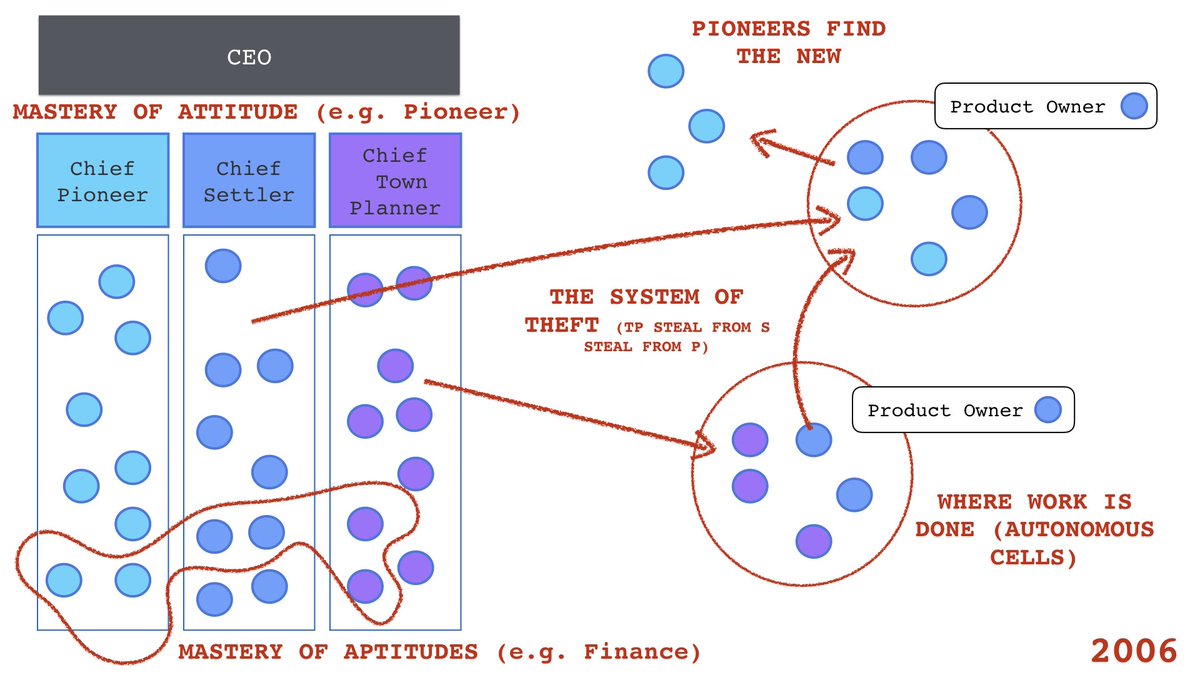 CEO
MASTERY OF ATTITUDE (e.g. Pioneer)
Chief
Pioneer
Chief
Settler
Chief
Town
Planner
PIONEERS FIND
THE NEW
Product Owner
THE SYSTEM OF
THEFT (TP STEAL FROM S
STEAL FROM P)
Product Owner
WHERE WORK IS
DONE (AUTONOMOUS
CELLS)
MASTERY OF APTITUDES (e.g. Finance)
2006